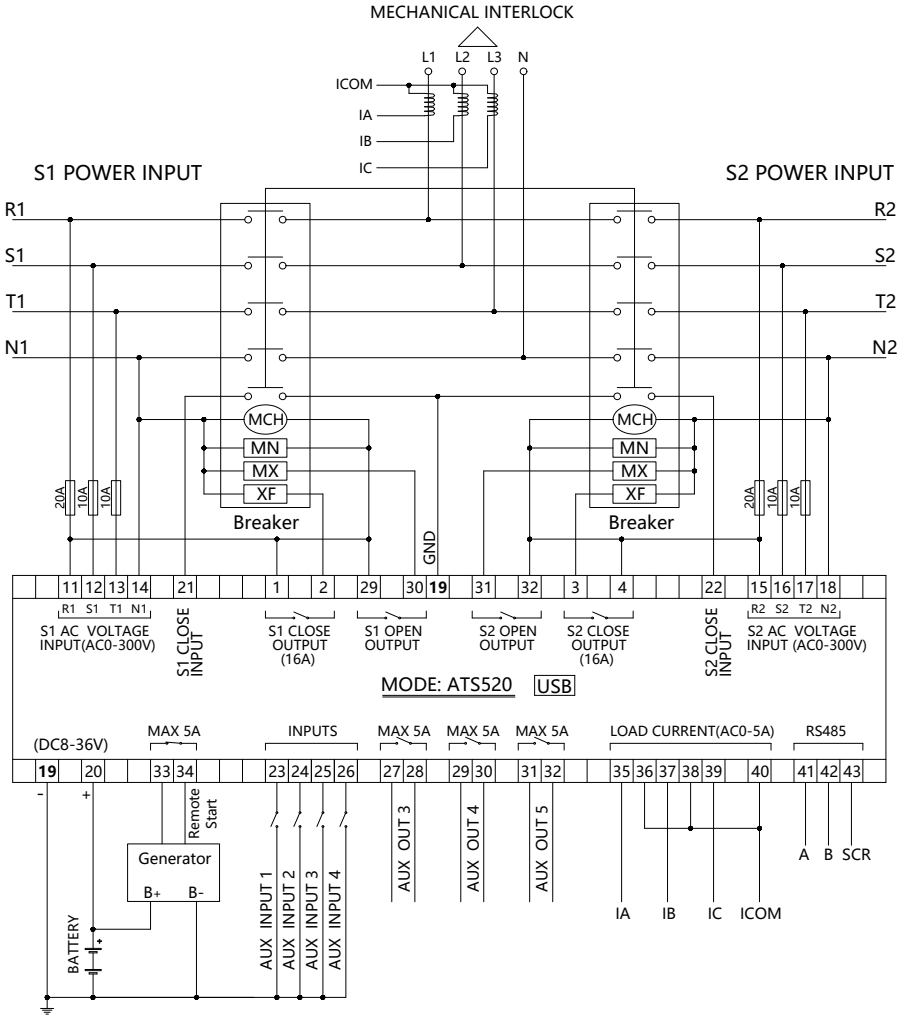 MECHANICAL INTERLOCK
L1 L2 L3 N
ICOM
IA
IB
IC
S1 POWER INPUT
S2 POWER INPUT
R1
R2
S1
S2
T1
T2
N1
N2
MCH
MCH
MN
MN
MX
MX
XF
XF
20A 10A 10A
20A 10A 10A
Breaker
Breaker
GND
11 12 13 14 21 1 2 29 30 19 31 32 3 4 22 15 16 17 18
R1 S1 T1 N1
R2 S2 T2 N2
S1 AC VOLTAGE
INPUT(AC0-300V)
S1 CLOSE
INPUT
S1 CLOSE
OUTPUT
(16A)
S1 OPEN
OUTPUT
S2 OPEN
OUTPUT
S2 CLOSE
OUTPUT
(16A)
S2 CLOSE
INPUT
S2 AC VOLTAGE
INPUT (AC0-300V)
MODE: ATS520 USB
(DC8-36V)
MAX 5A
INPUTS
MAX 5A MAX 5A MAX 5A
LOAD CURRENT(AC0-5A)
RS485
19 20 33 34 23 24 25 26 27 28 29 30 31 32 35 36 37 38 39 40 41 42 43
- +
Remote
Start
Generator
B+ B-
BATTERY
+
AUX INPUT 1
AUX INPUT 2
AUX INPUT 3
AUX INPUT 4
AUX OUT 3
AUX OUT 4
AUX OUT 5
A B SCR
IA IB IC ICOM